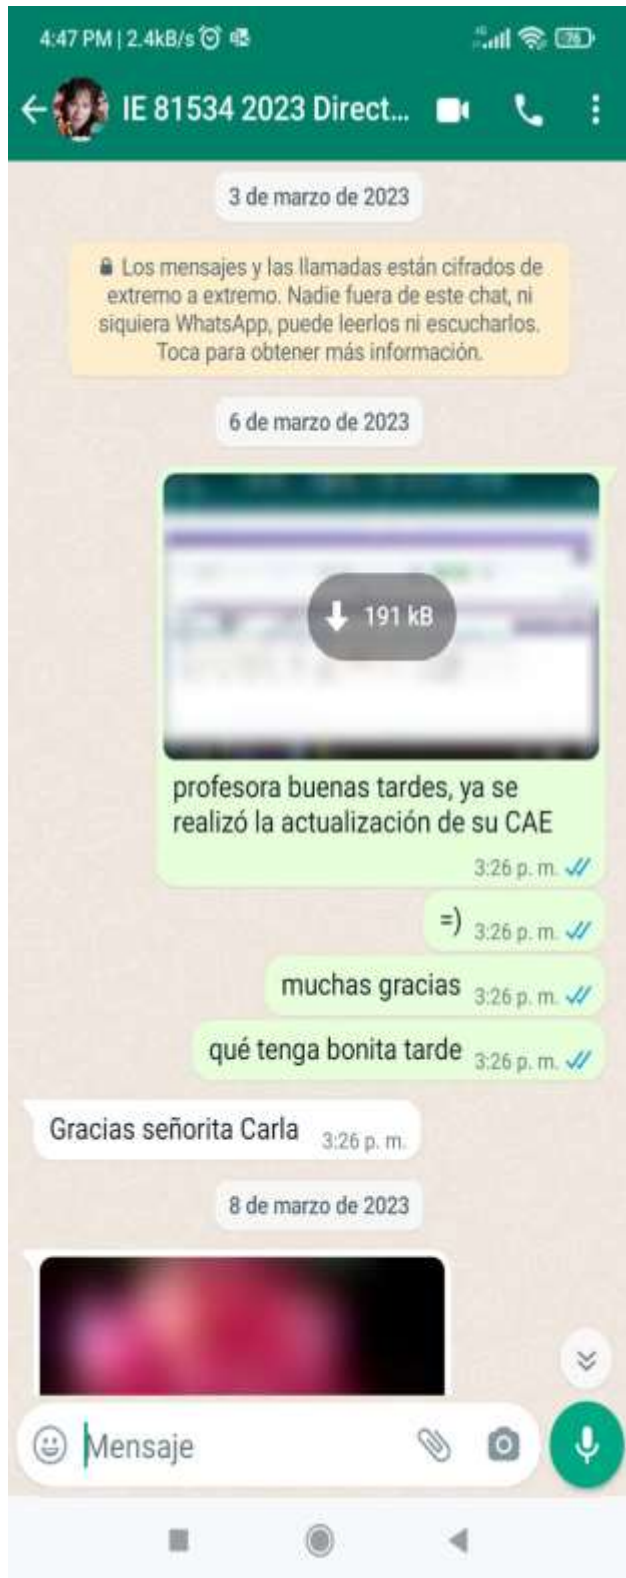 4:47 PM | 2.4kB/s
76
IE 81534 2023 Direct...
3 de marzo de 2023
Los mensajes y las llamadas están cifrados de
extremo a extremo. Nadie fuera de este chat, ni
siquiera WhatsApp, puede leerlos ni escucharlos.
Toca para obtener más información.
6 de marzo de 2023
191 kB
profesora buenas tardes, ya se
realizó la actualización de su CAE
3:26 p. m.
=) 3:26 p. m.
muchas gracias 3:26 p. m.
qué tenga bonita tarde 3:26 p. m.
Gracias señorita Carla 3:26 p. m.
8 de marzo de 2023
Mensaje